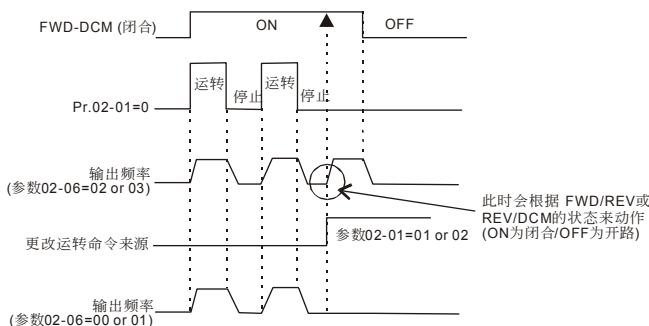 FWD-DCM (闭合)
ON
OFF
运转
停止
运转
停止
Pr.02-01=0
输出频率
(参数02-06=02 or 03)
此时会根据 FWD/REV或
REV/DCM的状态来动作
(ON为闭合/OFF为开路)
更改运转命令来源
参数02-01=01 or 02
输出频率
(参数02-06=00 or 01)